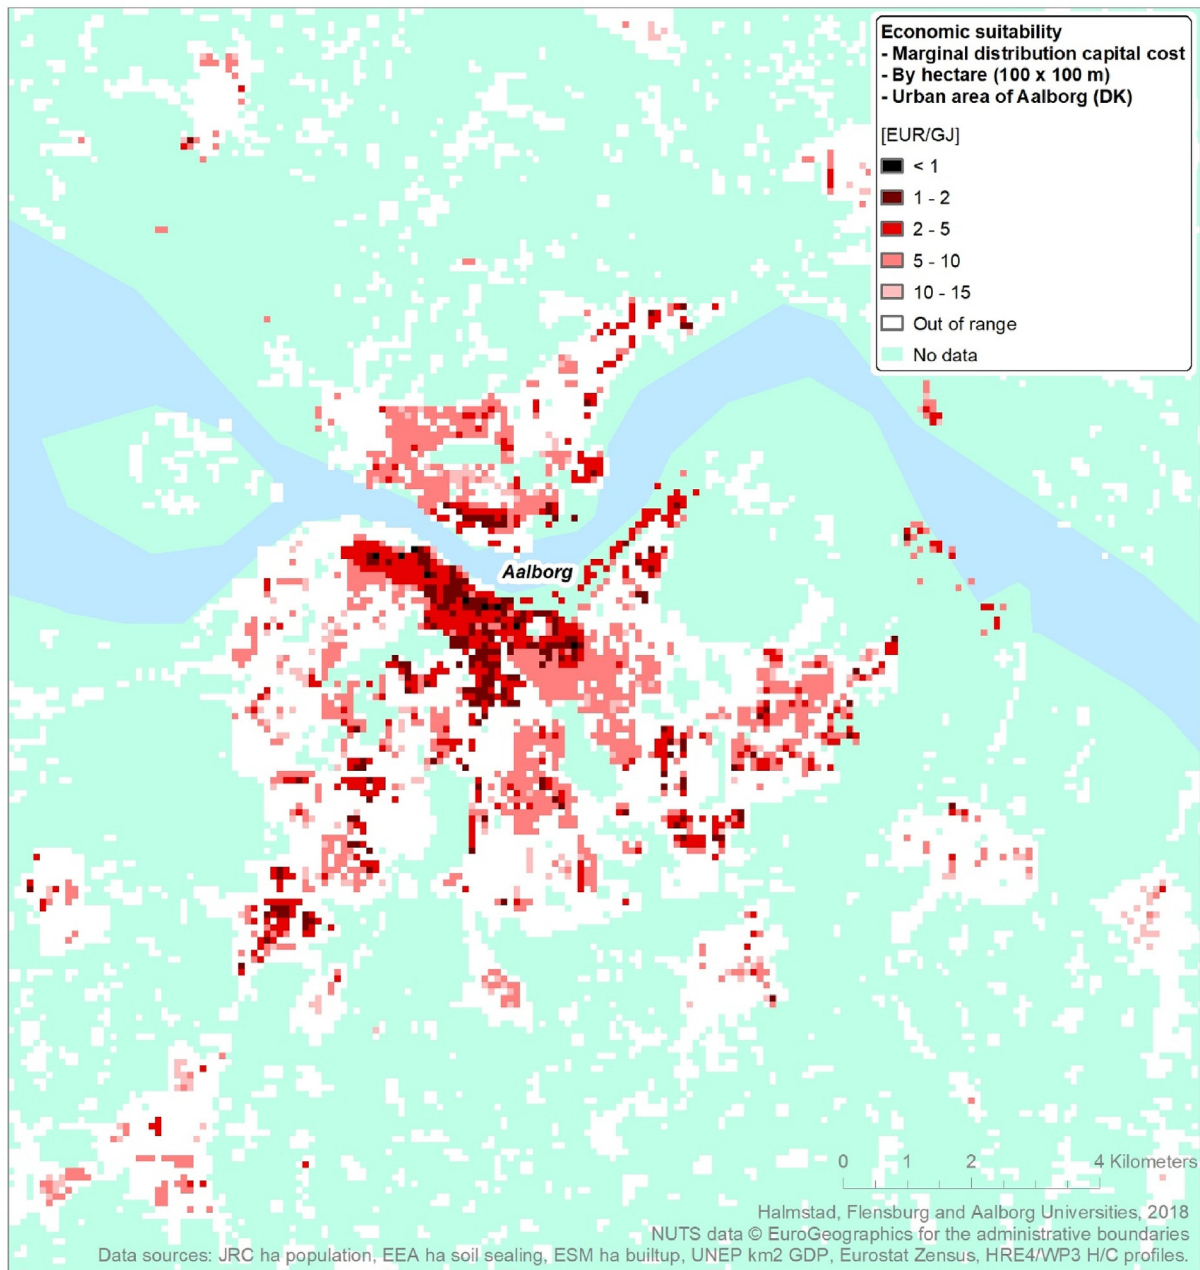 Economic suitability
- Marginal distribution capital cost
- By hectare (100 x 100 m)
- Urban area of Aalborg (DK)
[EUR/GJ]
< 1
1 - 2
2 - 5
5 - 10
10 - 15
Out of range
No data
Aalborg
0 1 2 4 Kilometers
Halmstad, Flensburg and Aalborg Universities, 2018
NUTS data © EuroGeographics for the administrative boundaries
Data sources: JRC ha population, EEA ha soil sealing, ESM ha builtup, UNEP km2 GDP, Eurostat Zensus, HRE4/WP3 H/C profiles.